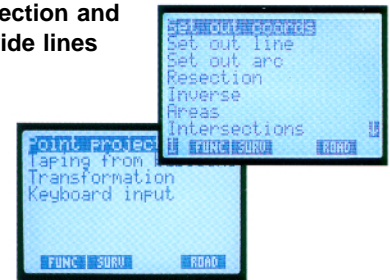 ection and
ide lines
Set out coords
Set out line
Set out arc
Resection
Inverse
Areas
Intersections
FUNC SURV ROAD
Point projec
Taping from
Transformation
Keyboard input
FUNC SURV ROAD